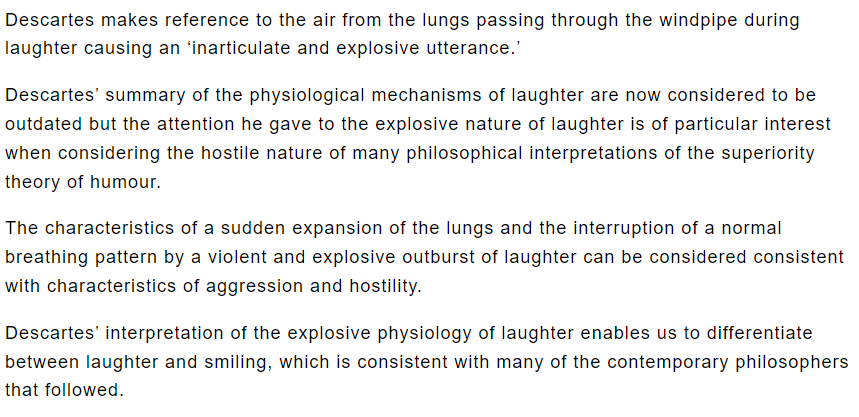 Descartes makes reference to the air from the lungs passing through the windpipe during
laughter causing an ‘inarticulate and explosive utterance.’
Descartes’ summary of the physiological mechanisms of laughter are now considered to be
outdated but the attention he gave to the explosive nature of laughter is of particular interest
when considering the hostile nature of many philosophical interpretations of the superiority
theory of humour.
The characteristics of a sudden expansion of the lungs and the interruption of a normal
breathing pattern by a violent and explosive outburst of laughter can be considered consistent
with characteristics of aggression and hostility.
Descartes’ interpretation of the explosive physiology of laughter enables us to differentiate
between laughter and smiling, which is consistent with many of the contemporary philosophers
that followed.